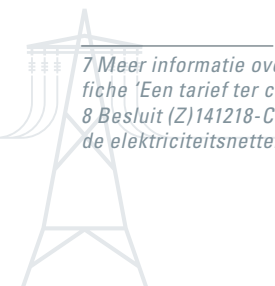 7 Meer informatie ove
fiche ‘Een tarief ter c
8 Besluit (Z)141218-C
de elektriciteitsnette